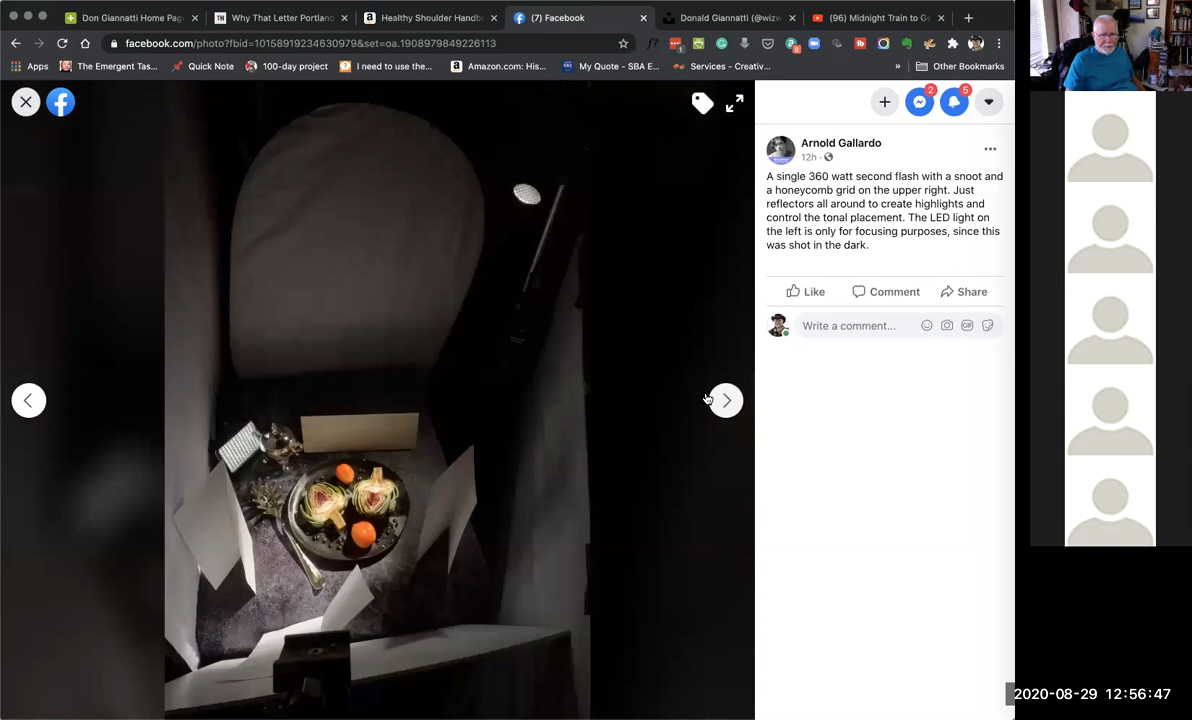 Don Giannatti Home Pag
Why That Letter Portland
Healthy Shoulder Handb
(7) Facebook
Donald Giannatti (@wizw
(96) Midnight Train to Ge
facebook.com/photo?fbid=10158919234630979&set=oa.1908979849226113
Apps
The Emergent Tas...
Quick Note
100-day project
I need to use the...
Amazon.com: His...
My Quote - SBA E...
Services - Creativ...
»
Other Bookmarks
2
5
Arnold Gallardo
12h ·
A single 360 watt second flash with a snoot and
a honeycomb grid on the upper right. Just
reflectors all around to create highlights and
control the tonal placement. The LED light on
the left is only for focusing purposes, since this
was shot in the dark.
Like
Comment
Share
Write a comment...
2020-08-29 12:56:47